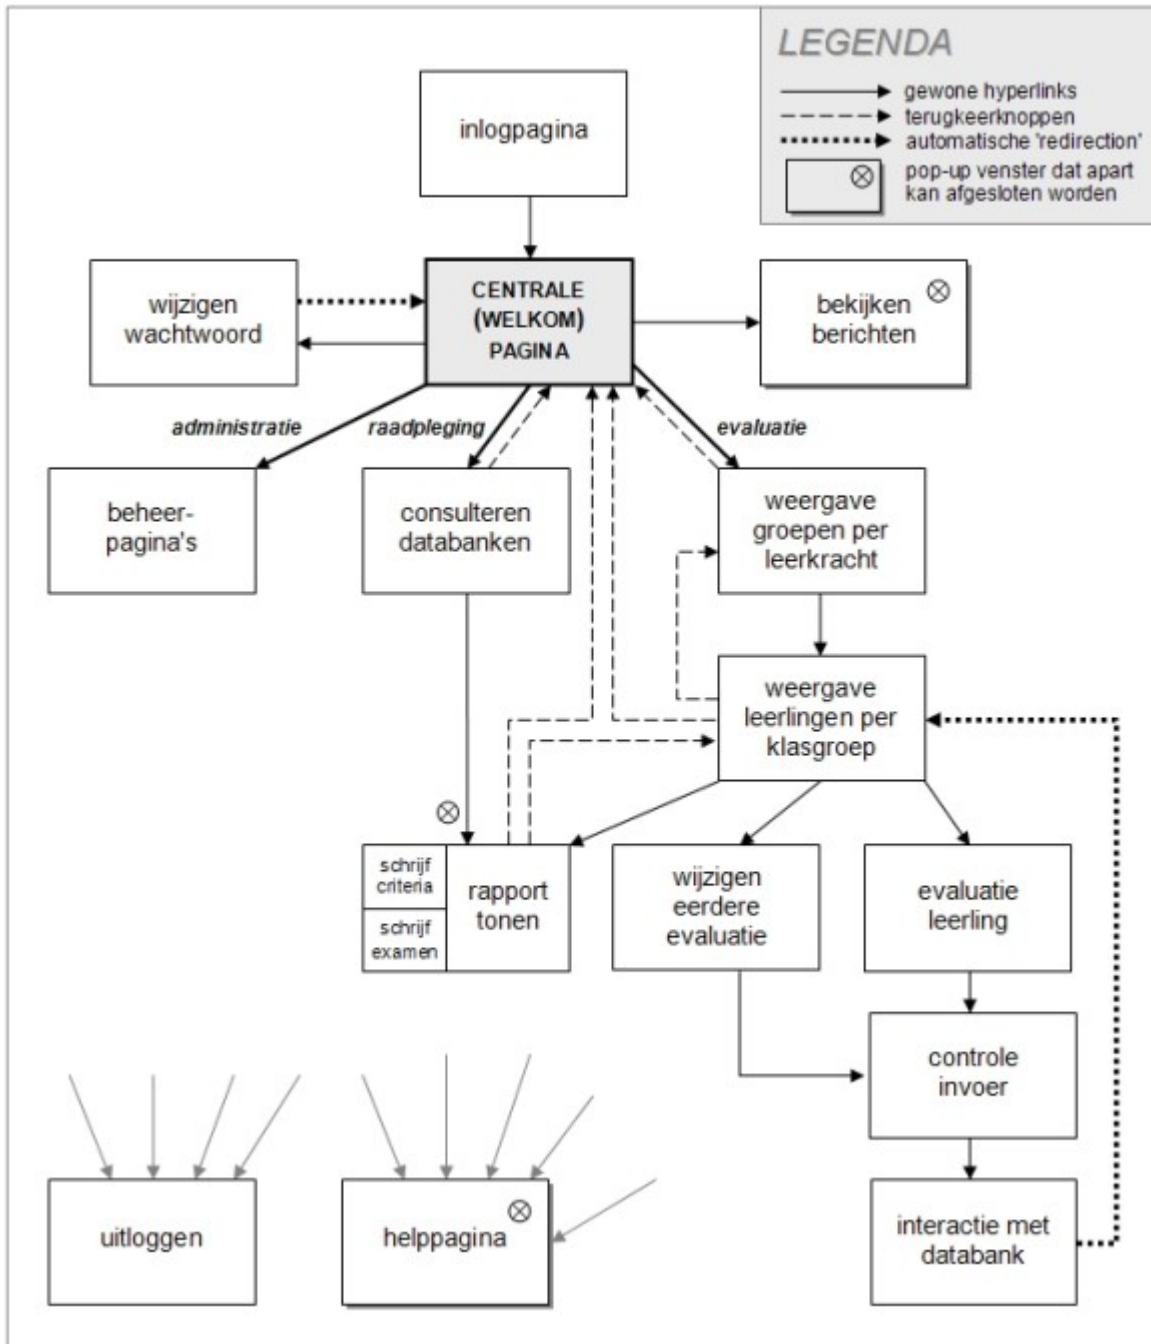 LEGENDA
gewone hyperlinks
terugkeerknoppen
automatische 'redirection'
pop-up venster dat apart
kan afgesloten worden
inlogpagina
wijzigen
wachtwoord
CENTRALE
(WELKOM)
PAGINA
bekijken
berichten
administratie
raadpleging
evaluatie
beheer-
pagina's
consulteren
databanken
weergave
groepen per
leerkracht
weergave
leerlingen per
klasgroep
schrijf
criteria
schrijf
examen
rapport
tonen
wijzigen
eerdere
evaluatie
evaluatie
leerling
controle
invoer
uitloggen
helppagina
interactie met
databank